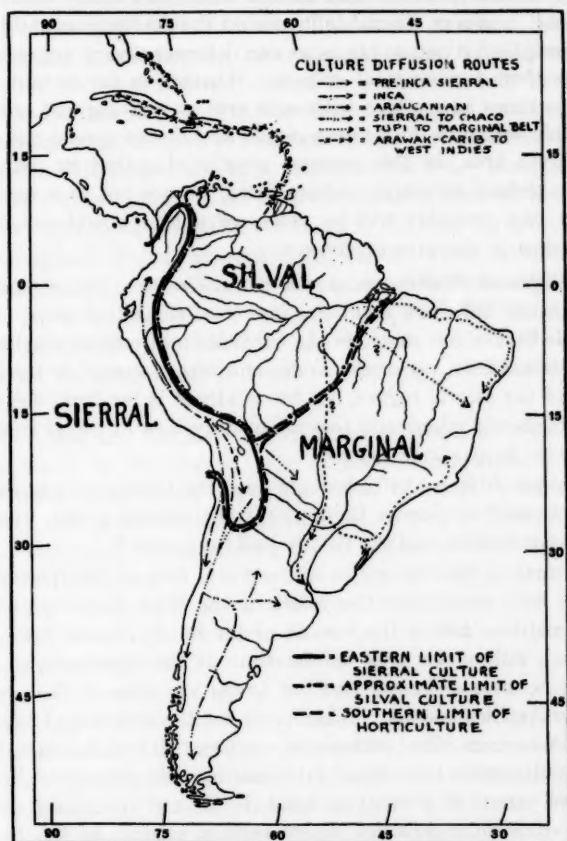 90 75 60 45 30
CULTURE DIFFUSION ROUTES
PRE-INCA SIERRAL
INCA
ARAUCANIAN
SIERRAL TO CHACO
TUPI TO MARGINAL BELT
ARAWAK-CARIB TO
WEST INDIES
15 15
SILVAL
0 0
15 SIERRAL MARGINAL 15
30 30
= EASTERN LIMIT OF
SIERRAL CULTURE
= APPROXIMATE LIMIT OF
SILVAL CULTURE
= SOUTHERN LIMIT OF
HORTICULTURE
45 45
90 75 60 40 30